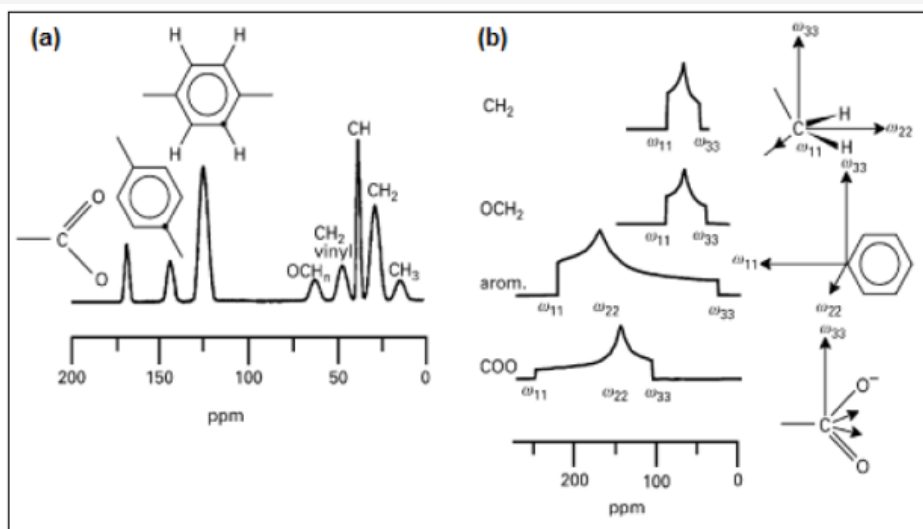 (a)
H H
H H
O
C
O
CH
CH₂
CH₂
vinyl
OCHₙ
CH₃
200 150 100 50 0
ppm
(b)
CH₂
ω₁₁ ω₃₃
OCH₂
ω₁₁ ω₃₃
arom.
ω₁₁ ω₂₂ ω₃₃
COO
ω₁₁ ω₂₂ ω₃₃
200 100 0
ppm
ω₃₃
H
C ω₂₂
H
ω₁₁
ω₃₃
ω₁₁
ω₂₂
ω₃₃
O⁻
C
O